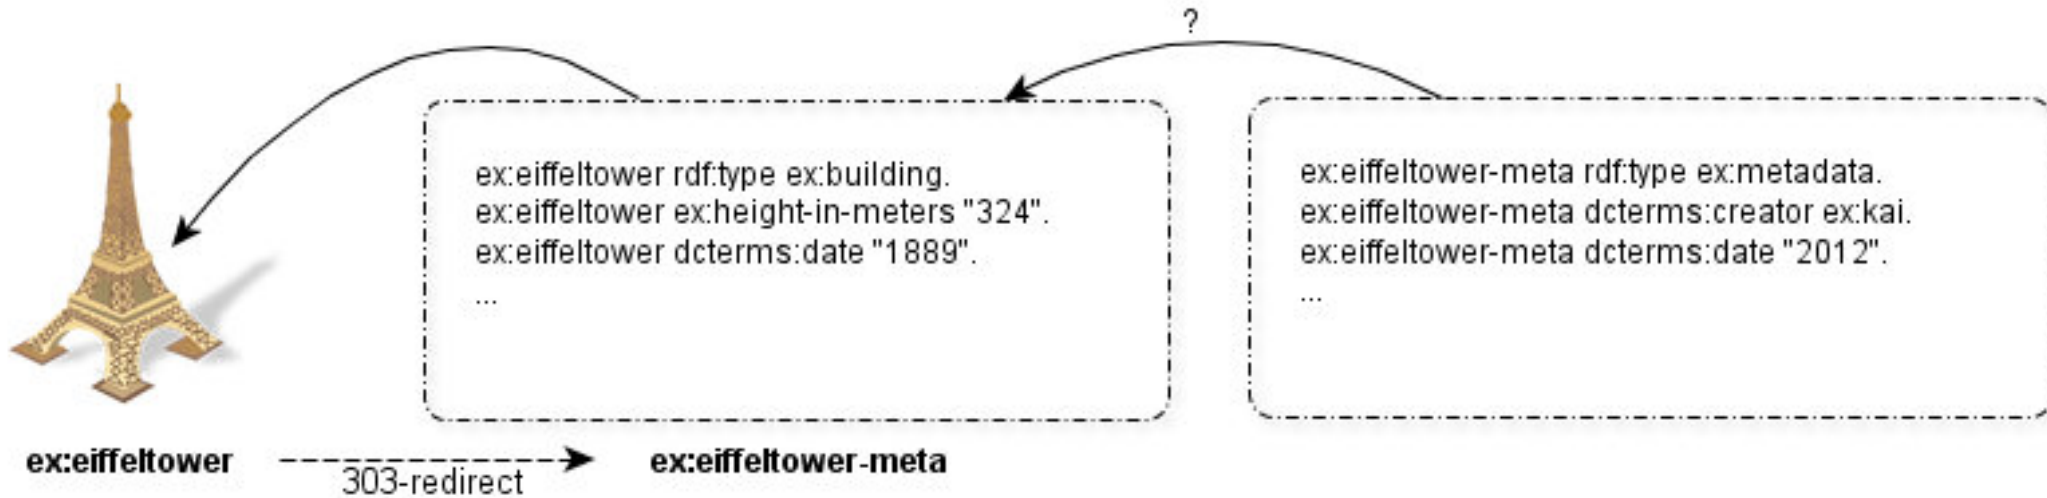 ?
ex:eiffeltower rdf:type ex:building.
ex:eiffeltower ex:height-in-meters "324".
ex:eiffeltower dcterms:date "1889".
...
ex:eiffeltower-meta rdf:type ex:metadata.
ex:eiffeltower-meta dcterms:creator ex:kai.
ex:eiffeltower-meta dcterms:date "2012".
...
ex:eiffeltower
303-redirect
ex:eiffeltower-meta